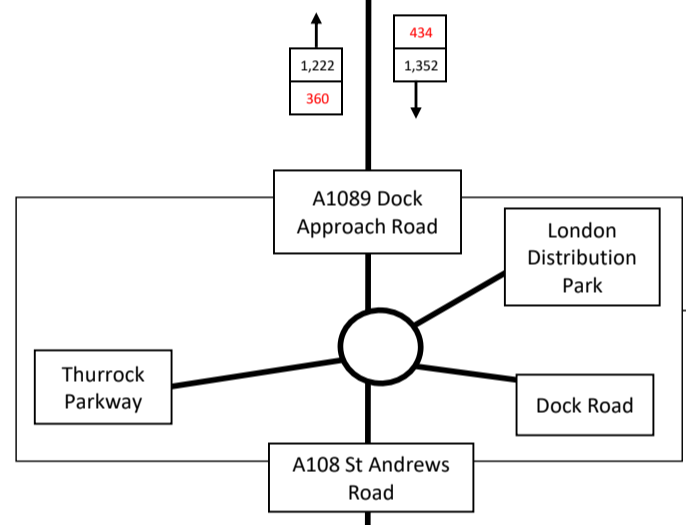 434
1,222
1,352
360
A1089 Dock
Approach Road
London
Distribution
Park
Thurrock
Parkway
Dock Road
A108 St Andrews
Road